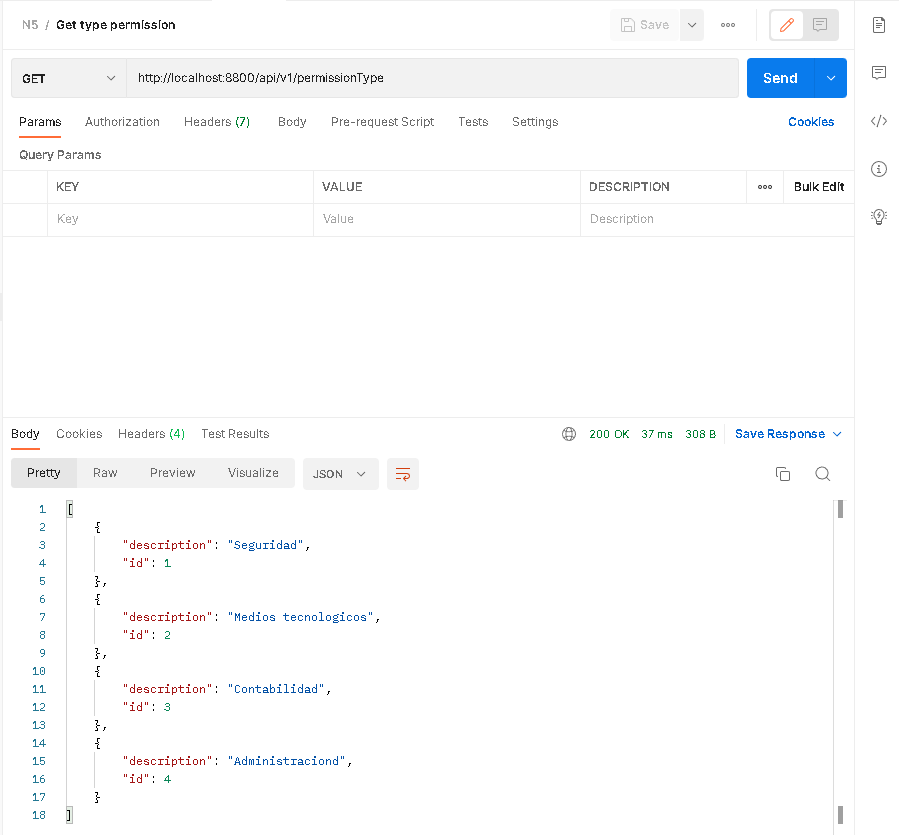 N5 / Get type permission
Save
GET
http://localhost:8800/api/v1/permissionType
Send
Params Authorization Headers (7) Body Pre-request Script Tests Settings Cookies
Query Params
KEY VALUE DESCRIPTION Bulk Edit
Key Value Description
Body Cookies Headers (4) Test Results 200 OK 37 ms 308 B Save Response
Pretty Raw Preview Visualize JSON
1 [
2 {
3 "description": "Seguridad",
4 "id": 1
5 },
6 {
7 "description": "Medios tecnologicos",
8 "id": 2
9 },
10 {
11 "description": "Contabilidad",
12 "id": 3
13 },
14 {
15 "description": "Administraciond",
16 "id": 4
17 }
18 ]